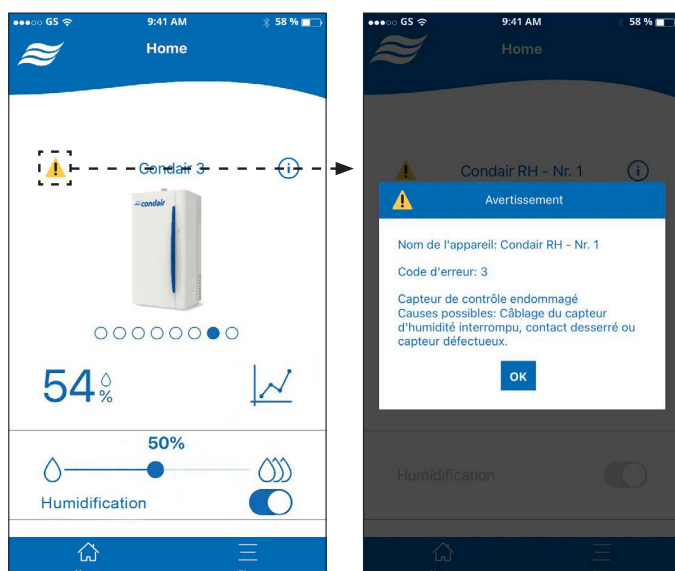 GS
9:41 AM
58 %
Home
Condair 3
condair
54
%
50%
Humidification
GS
9:41 AM
58 %
Home
Condair RH - Nr. 1
Avertissement
Nom de l'appareil: Condair RH - Nr. 1
Code d'erreur: 3
Capteur de contrôle endommagé
Causes possibles: Câblage du capteur
d'humidité interrompu, contact desserré ou
capteur défectueux.
OK
Humidification